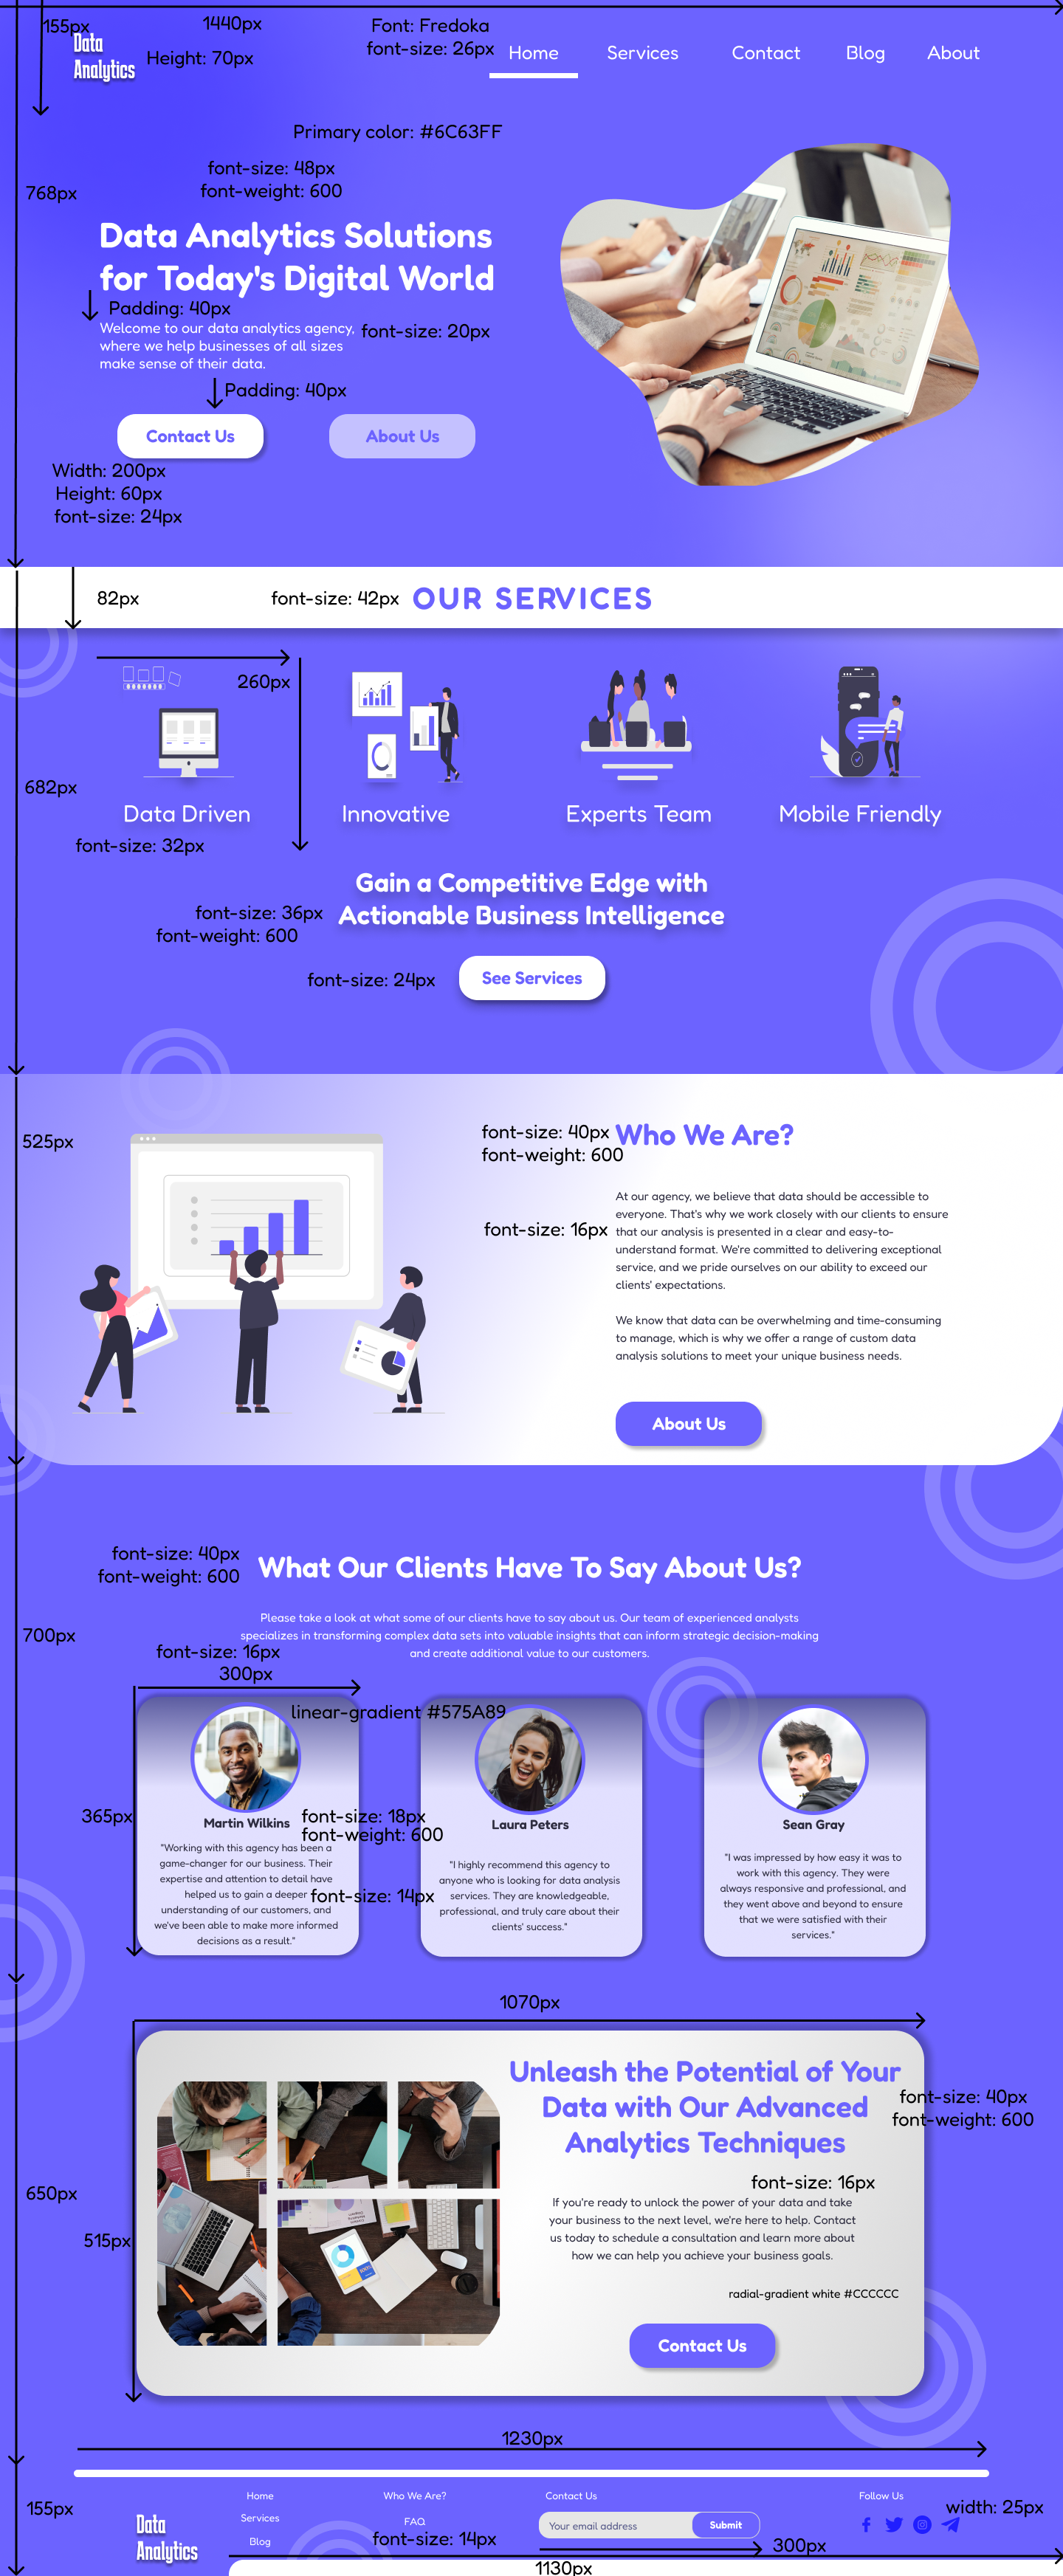 155px
1440px
Font: Fredoka
font-size: 26px
Data
Analytics
Height: 70px
Home
Services
Contact
Blog
About
Primary color: #6C63FF
font-size: 48px
font-weight: 600
768px
Data Analytics Solutions
for Today's Digital World
Padding: 40px
Welcome to our data analytics agency,
where we help businesses of all sizes
make sense of their data.
font-size: 20px
Padding: 40px
Contact Us
About Us
Width: 200px
Height: 60px
font-size: 24px
82px
font-size: 42px
OUR SERVICES
260px
682px
Data Driven
Innovative
Experts Team
Mobile Friendly
font-size: 32px
Gain a Competitive Edge with
Actionable Business Intelligence
font-size: 36px
font-weight: 600
font-size: 24px
See Services
525px
font-size: 40px
font-weight: 600
Who We Are?
font-size: 16px
At our agency, we believe that data should be accessible to
everyone. That's why we work closely with our clients to ensure
that our analysis is presented in a clear and easy-to-
understand format. We're committed to delivering exceptional
service, and we pride ourselves on our ability to exceed our
clients' expectations.
We know that data can be overwhelming and time-consuming
to manage, which is why we offer a range of custom data
analysis solutions to meet your unique business needs.
About Us
font-size: 40px
font-weight: 600
What Our Clients Have To Say About Us?
700px
Please take a look at what some of our clients have to say about us. Our team of experienced analysts
specializes in transforming complex data sets into valuable insights that can inform strategic decision-making
and create additional value to our customers.
font-size: 16px
300px
linear-gradient #575A89
365px
Martin Wilkins
font-size: 18px
font-weight: 600
"Working with this agency has been a
game-changer for our business. Their
expertise and attention to detail have
helped us to gain a deeper
understanding of our customers, and
we've been able to make more informed
decisions as a result."
font-size: 14px
Laura Peters
"I highly recommend this agency to
anyone who is looking for data analysis
services. They are knowledgeable,
professional, and truly care about their
clients' success."
Sean Gray
"I was impressed by how easy it was to
work with this agency. They were
always responsive and professional, and
they went above and beyond to ensure
that we were satisfied with their
services."
1070px
Unleash the Potential of Your
Data with Our Advanced
Analytics Techniques
font-size: 40px
font-weight: 600
font-size: 16px
If you're ready to unlock the power of your data and take
your business to the next level, we're here to help. Contact
us today to schedule a consultation and learn more about
how we can help you achieve your business goals.
650px
515px
radial-gradient white #CCCCCC
Contact Us
1230px
155px
Data
Analytics
Home
Services
Blog
Who We Are?
FAQ
font-size: 14px
Contact Us
Your email address
Submit
300px
Follow Us
width: 25px
1130px